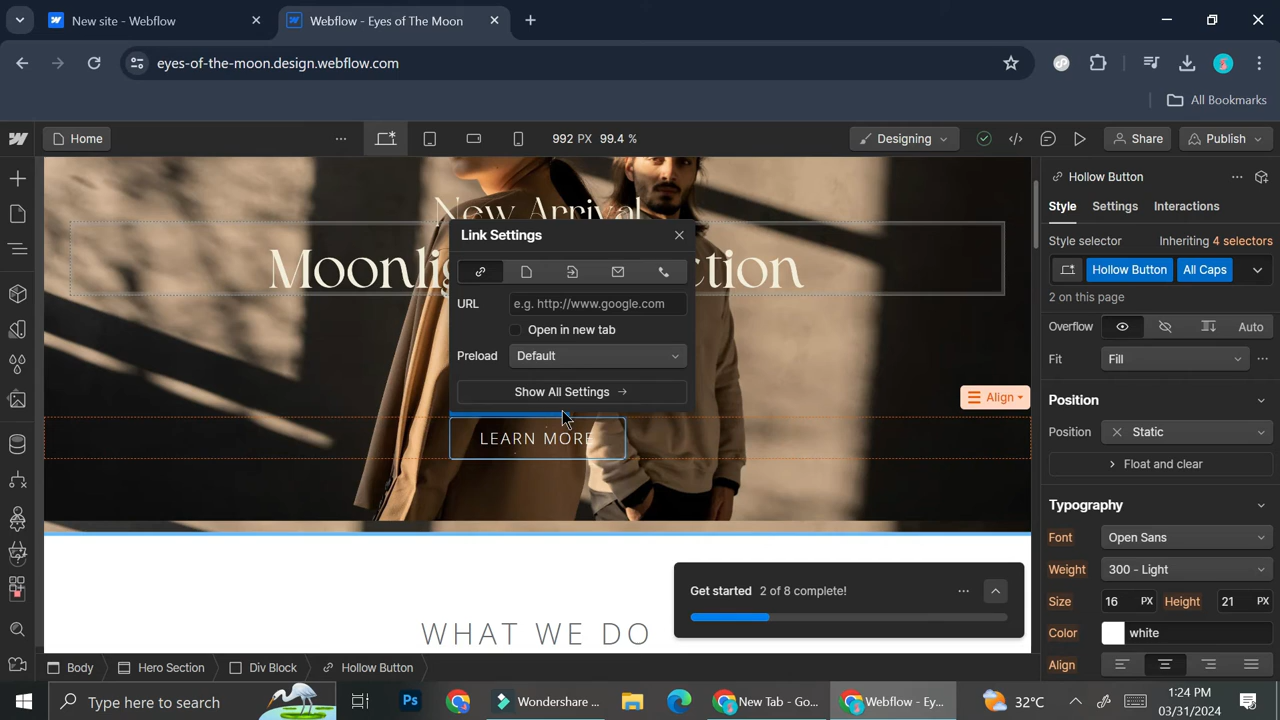 New site - Webflow
Webflow - Eyes of The Moon
eyes-of-the-moon.design.webflow.com
All Bookmarks
Home
992 PX 99.4 %
Designing
Share
Publish
New Arrival
Link Settings
URL
e.g. http://www.google.com
Open in new tab
Preload
Default
Show All Settings
Moonlig
ction
Align
LEARN MORE
WHAT WE DO
Get started 2 of 8 complete!
Hollow Button
Style Settings Interactions
Style selector Inheriting 4 selectors
Hollow Button All Caps
2 on this page
Overflow Auto
Fit Fill
Position
Position Static
Float and clear
Typography
Font Open Sans
Weight 300 - Light
Size 16 PX Height 21 PX
Color white
Align
Body Hero Section Div Block Hollow Button
Type here to search
Ps
Wondershare ...
New Tab - Go...
Webflow - Ey...
32°C
1:24 PM
03/31/2024